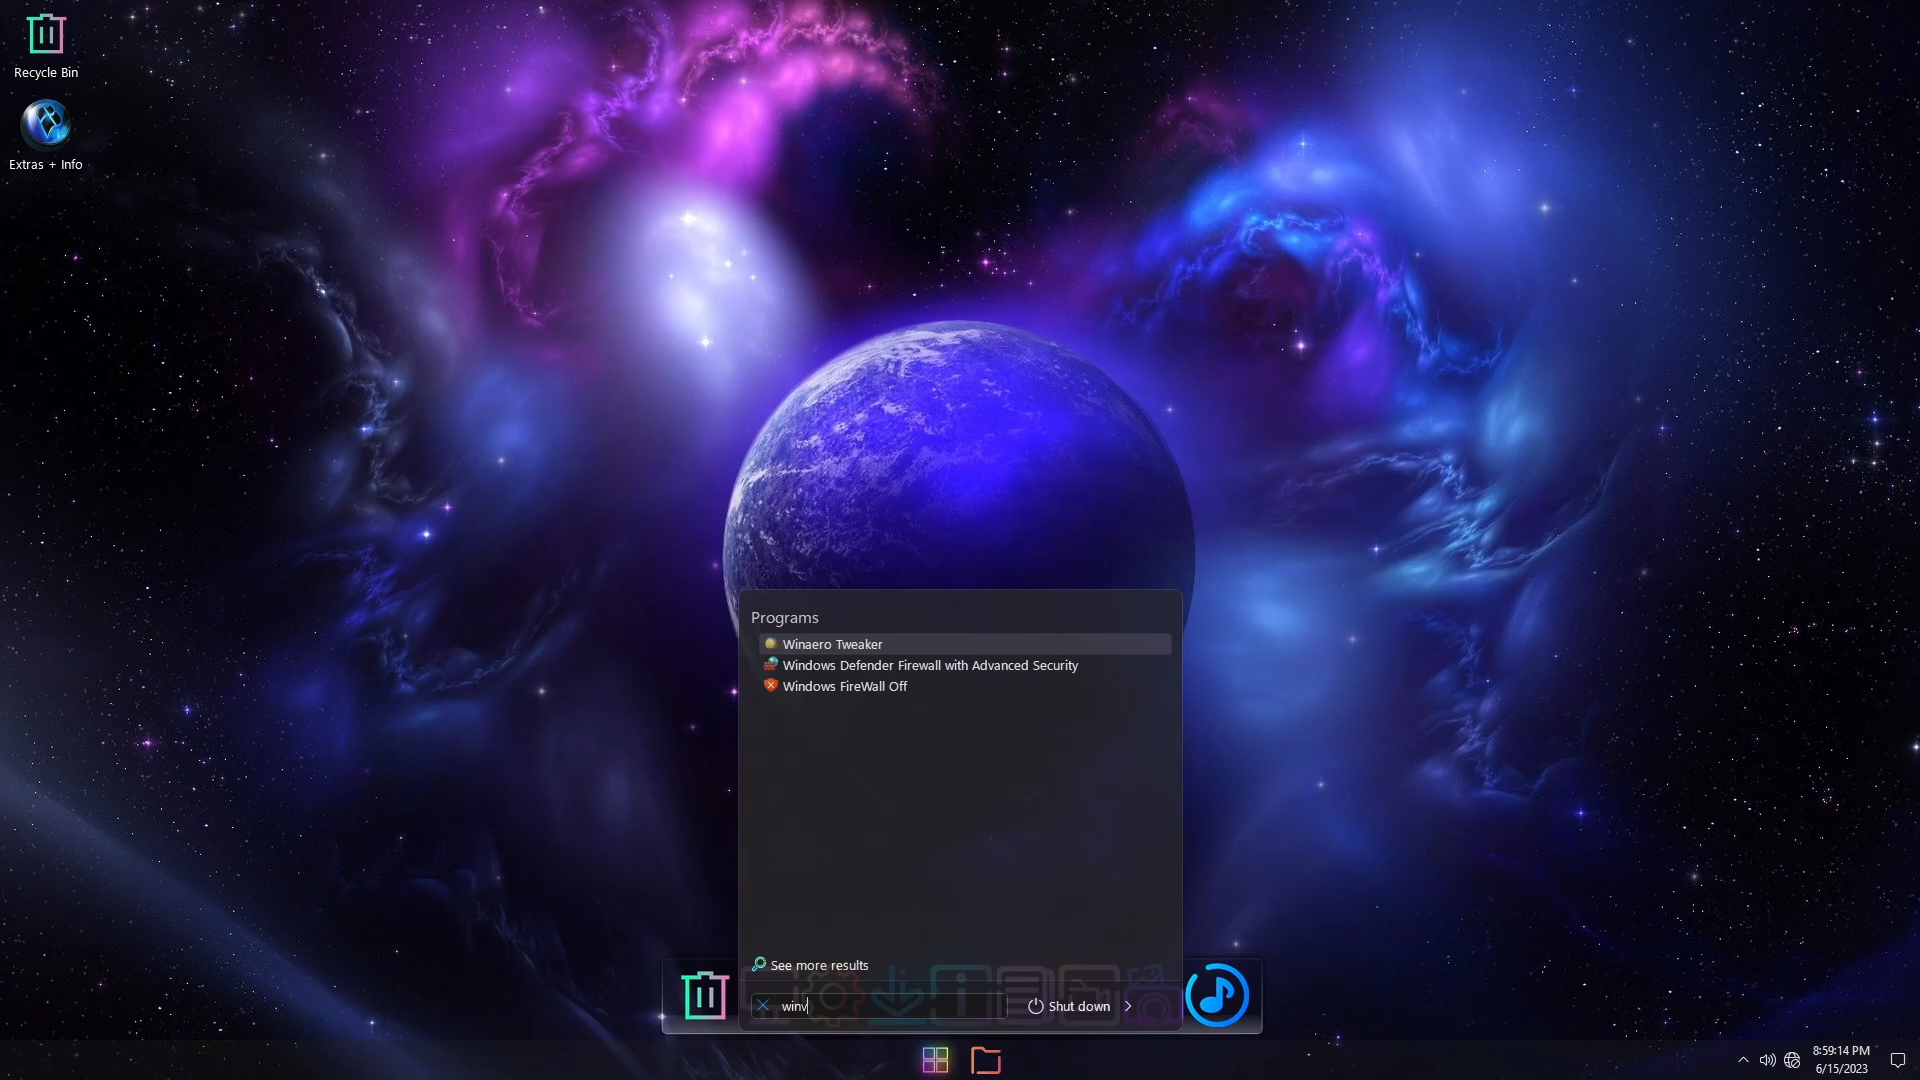 Recycle Bin
Extras + Info
Programs
Winaero Tweaker
Windows Defender Firewall with Advanced Security
Windows FireWall Off
See more results
winv
Shut down
8:59:14 PM
6/15/2023